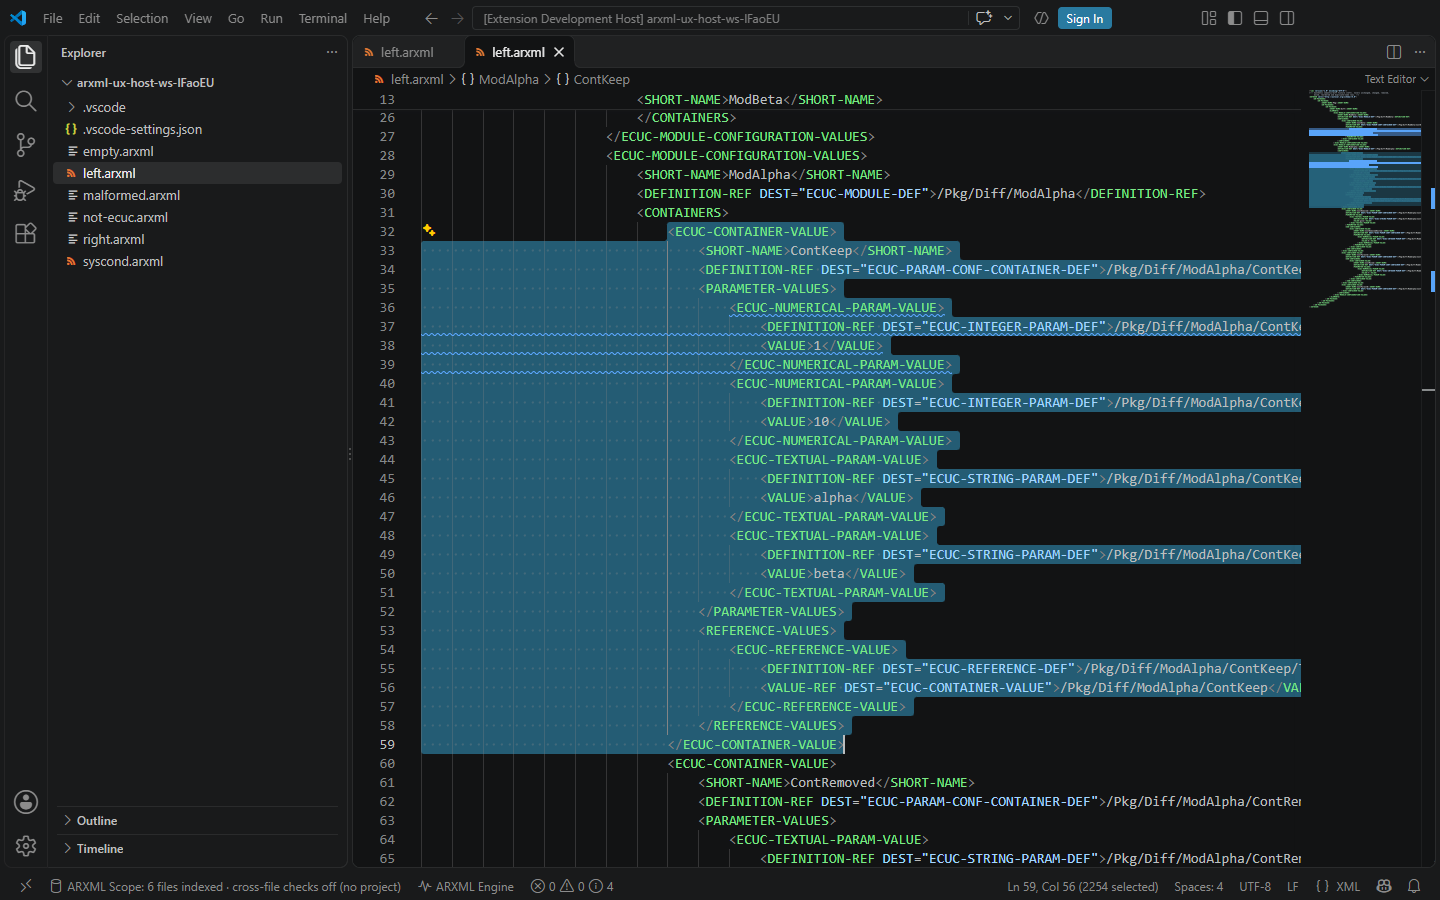 File Edit Selection View Go Run Terminal Help
[Extension Development Host] arxml-ux-host-ws-IFaoEU
Sign In
Explorer
arxml-ux-host-ws-IFaoEU
.vscode
.vscode-settings.json
empty.arxml
left.arxml
malformed.arxml
not-ecuc.arxml
right.arxml
syscond.arxml
Outline
Timeline
left.arxml left.arxml
left.arxml > {} ModAlpha > {} ContKeep
Text Editor
13 <SHORT-NAME>ModBeta</SHORT-NAME>
26 </CONTAINERS>
27 </ECUC-MODULE-CONFIGURATION-VALUES>
28 <ECUC-MODULE-CONFIGURATION-VALUES>
29 <SHORT-NAME>ModAlpha</SHORT-NAME>
30 <DEFINITION-REF DEST="ECUC-MODULE-DEF">/Pkg/Diff/ModAlpha</DEFINITION-REF>
31 <CONTAINERS>
32 <ECUC-CONTAINER-VALUE>
33 <SHORT-NAME>ContKeep</SHORT-NAME>
34 <DEFINITION-REF DEST="ECUC-PARAM-CONF-CONTAINER-DEF">/Pkg/Diff/ModAlpha/ContKee
35 <PARAMETER-VALUES>
36 <ECUC-NUMERICAL-PARAM-VALUE>
37 <DEFINITION-REF DEST="ECUC-INTEGER-PARAM-DEF">/Pkg/Diff/ModAlpha/ContKe
38 <VALUE>1</VALUE>
39 </ECUC-NUMERICAL-PARAM-VALUE>
40 <ECUC-NUMERICAL-PARAM-VALUE>
41 <DEFINITION-REF DEST="ECUC-INTEGER-PARAM-DEF">/Pkg/Diff/ModAlpha/ContKe
42 <VALUE>10</VALUE>
43 </ECUC-NUMERICAL-PARAM-VALUE>
44 <ECUC-TEXTUAL-PARAM-VALUE>
45 <DEFINITION-REF DEST="ECUC-STRING-PARAM-DEF">/Pkg/Diff/ModAlpha/ContKee
46 <VALUE>alpha</VALUE>
47 </ECUC-TEXTUAL-PARAM-VALUE>
48 <ECUC-TEXTUAL-PARAM-VALUE>
49 <DEFINITION-REF DEST="ECUC-STRING-PARAM-DEF">/Pkg/Diff/ModAlpha/ContKee
50 <VALUE>beta</VALUE>
51 </ECUC-TEXTUAL-PARAM-VALUE>
52 </PARAMETER-VALUES>
53 <REFERENCE-VALUES>
54 <ECUC-REFERENCE-VALUE>
55 <DEFINITION-REF DEST="ECUC-REFERENCE-DEF">/Pkg/Diff/ModAlpha/ContKeep/
56 <VALUE-REF DEST="ECUC-CONTAINER-VALUE">/Pkg/Diff/ModAlpha/ContKeep</VA
57 </ECUC-REFERENCE-VALUE>
58 </REFERENCE-VALUES>
59 </ECUC-CONTAINER-VALUE>
60 <ECUC-CONTAINER-VALUE>
61 <SHORT-NAME>ContRemoved</SHORT-NAME>
62 <DEFINITION-REF DEST="ECUC-PARAM-CONF-CONTAINER-DEF">/Pkg/Diff/ModAlpha/ContRem
63 <PARAMETER-VALUES>
64 <ECUC-TEXTUAL-PARAM-VALUE>
65 <DEFINITION-REF DEST="ECUC-STRING-PARAM-DEF">/Pkg/Diff/ModAlpha/ContRem
ARXML Scope: 6 files indexed · cross-file checks off (no project) ARXML Engine 0 0 4 Ln 59, Col 56 (2254 selected) Spaces: 4 UTF-8 LF {} XML